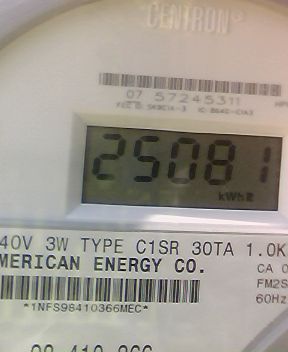 CENTRON®
07 57245311
25081
kWh
40V 3W TYPE C1SR 30TA 1.0K
MERICAN ENERGY CO.
CA 0
FM2S
60Hz
*1NFS98410366MEC*